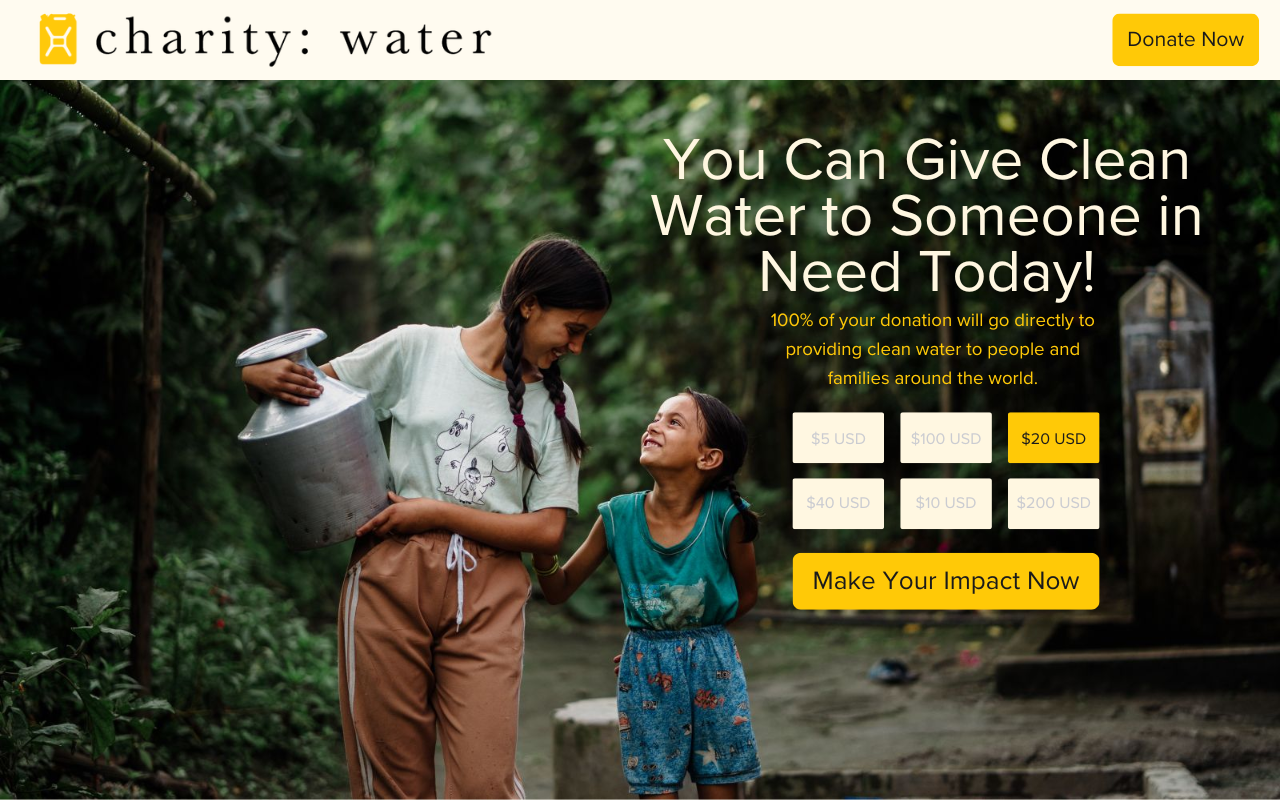 charity: water
Donate Now
You Can Give Clean
Water to Someone in
Need Today!
100% of your donation will go directly to
providing clean water to people and
families around the world.
$5 USD
$100 USD
$20 USD
$40 USD
$10 USD
$200 USD
Make Your Impact Now